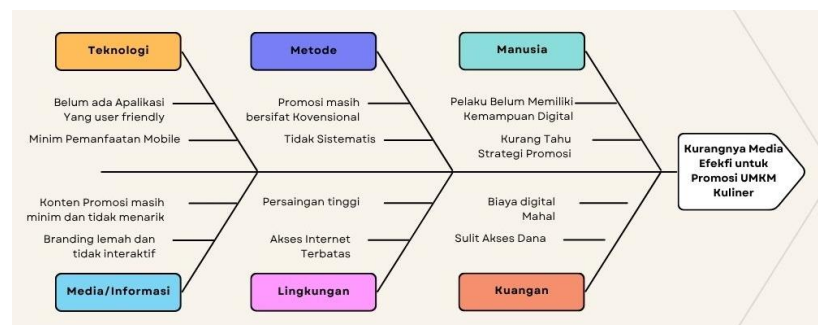 Teknologi
Metode
Manusia
Belum ada Apalikasi
Yang user friendly
Minim Pemanfaatan Mobile
Promosi masih
bersifat Kovensional
Tidak Sistematis
Pelaku Belum Memiliki
Kemampuan Digital
Kurang Tahu
Strategi Promosi
Kurangnya Media
Efekfi untuk
Promosi UMKM
Kuliner
Konten Promosi masih
minim dan tidak menarik
Branding lemah dan
tidak interaktif
Persaingan tinggi
Akses Internet
Terbatas
Biaya digital
Mahal
Sulit Akses Dana
Media/Informasi
Lingkungan
Kuangan